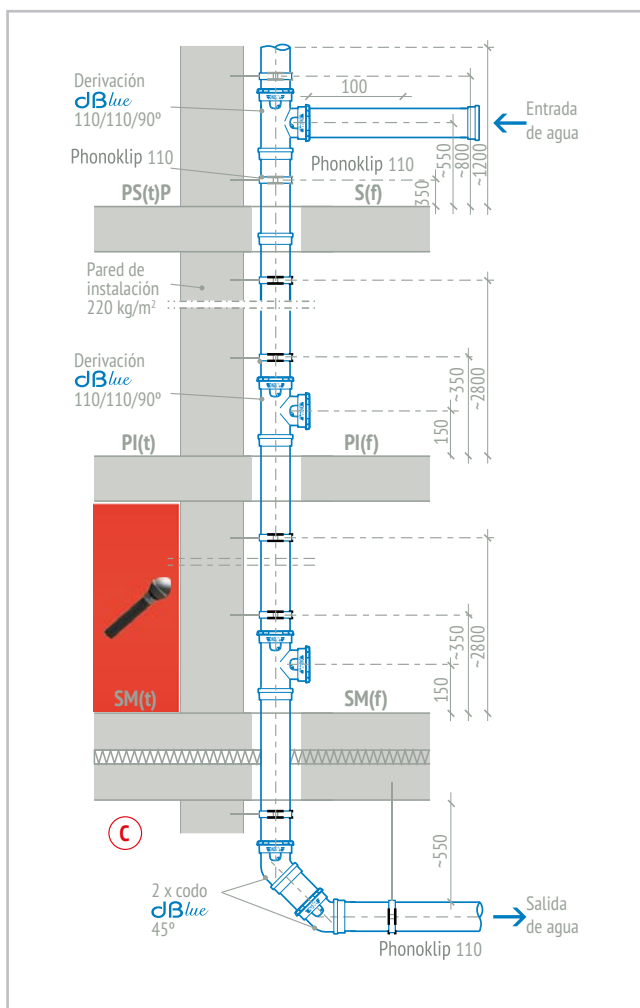 Derivación
dBlue
110/110/90º
100
Entrada
de agua
Phonoklip 110
Phonoklip 110
350
~550
~800
~1200
PS(t)P
S(f)
Pared de
instalación
220 kg/m²
Derivación
dBlue
110/110/90º
150
~350
~2800
PI(t)
PI(f)
150
~350
~2800
SM(t)
SM(f)
C
~550
2 x codo
dBlue
45º
Salida
de agua
Phonoklip 110